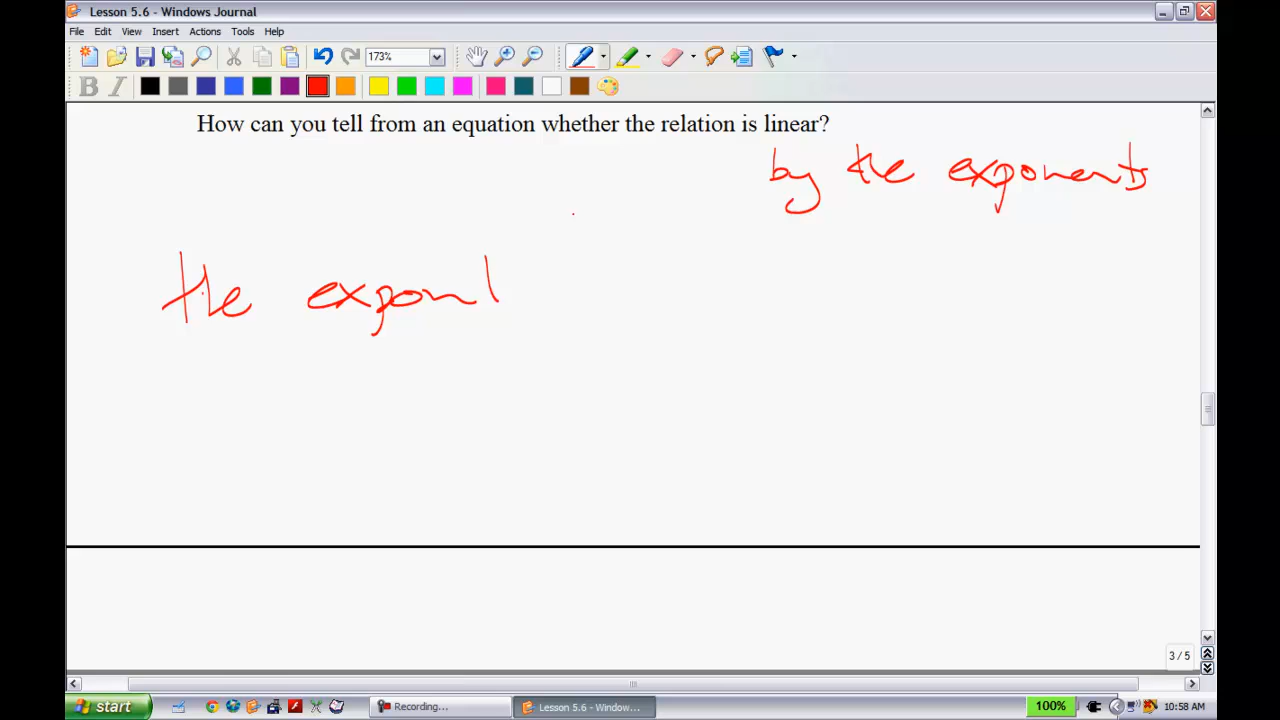 Lesson 5.6 - Windows Journal
File Edit View Insert Actions Tools Help
173%
B I
How can you tell from an equation whether the relation is linear?
by the exponents
the
3 / 5
start Recording... Lesson 5.6 - Window... 100% 10:58 AM